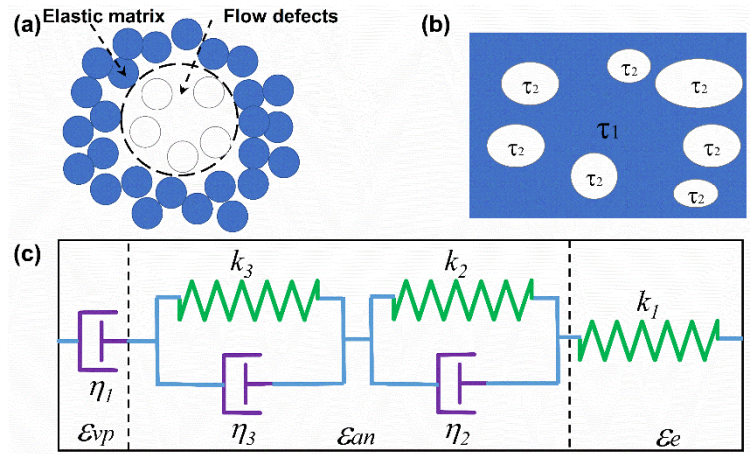 (a) Elastic matrix Flow defects
(b)
τ2 τ2 τ2
τ1
τ2 τ2 τ2
τ2
(c)
k3 k2
k1
η1
η3 η2
εvp εan εe